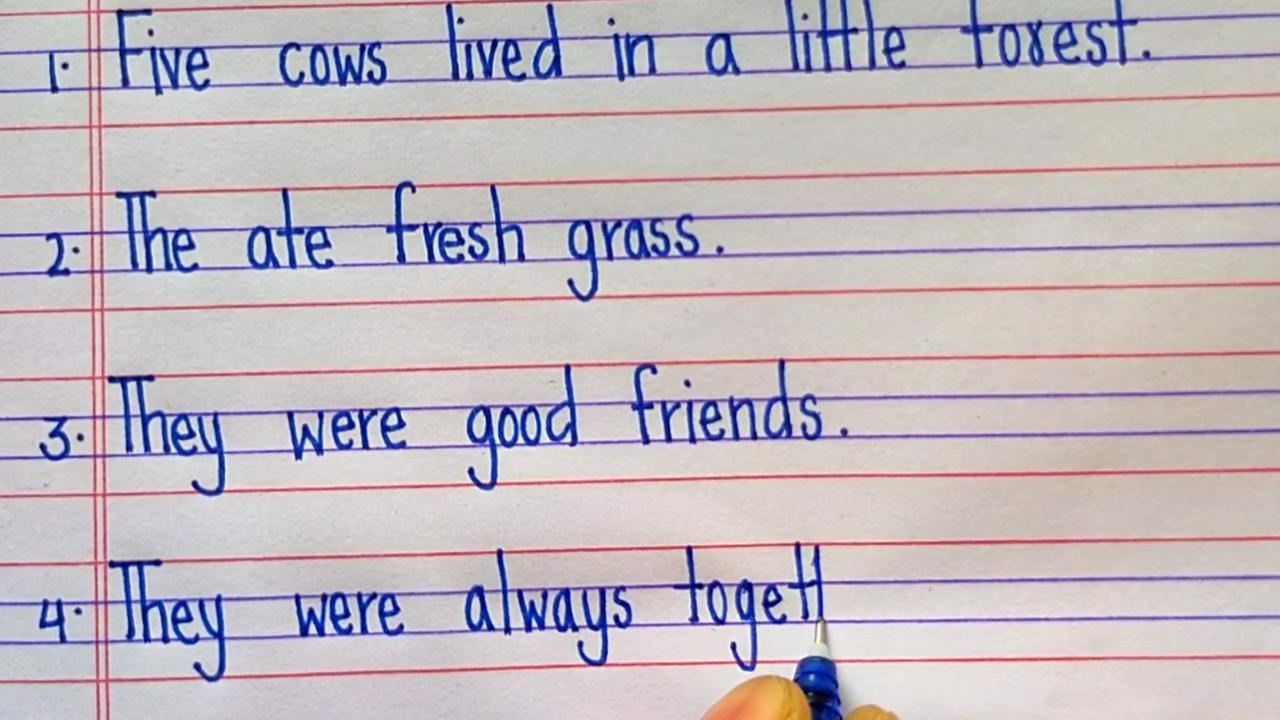 1. Five cows lived in a little forest.
2. The ate fresh grass.
3. They were good friends.
4. They were always togetl